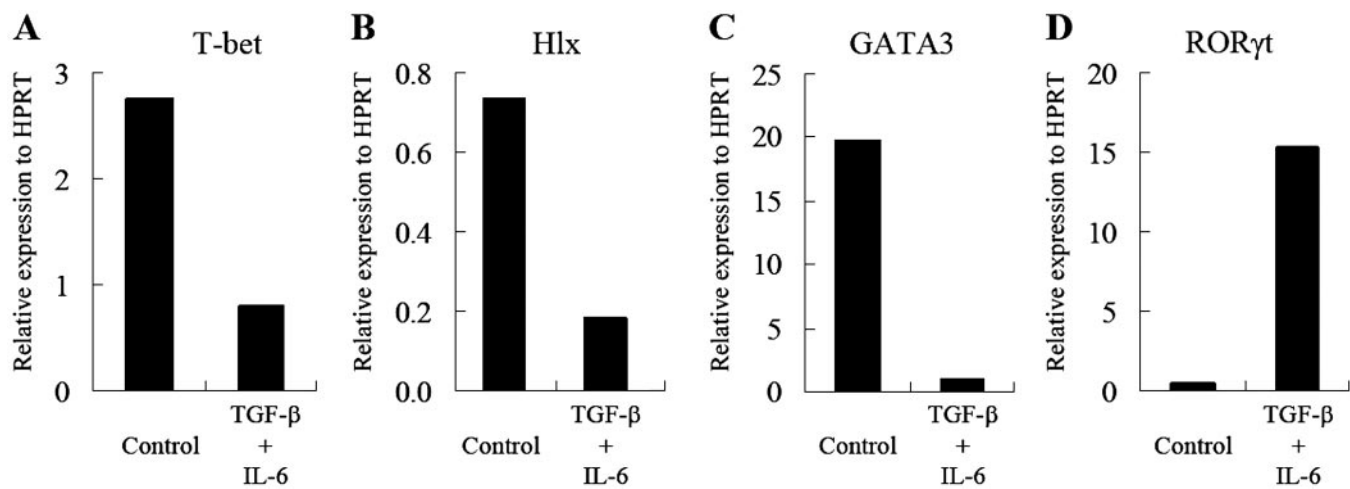 A
T-bet
Relative expression to HPRT
3
2
1
0
Control
TGF-β
+
IL-6
B
Hlx
Relative expression to HPRT
0.8
0.6
0.4
0.2
0.0
Control
TGF-β
+
IL-6
C
GATA3
Relative expression to HPRT
25
20
15
10
5
0
Control
TGF-β
+
IL-6
D
RORγt
Relative expression to HPRT
20
15
10
5
0
Control
TGF-β
+
IL-6